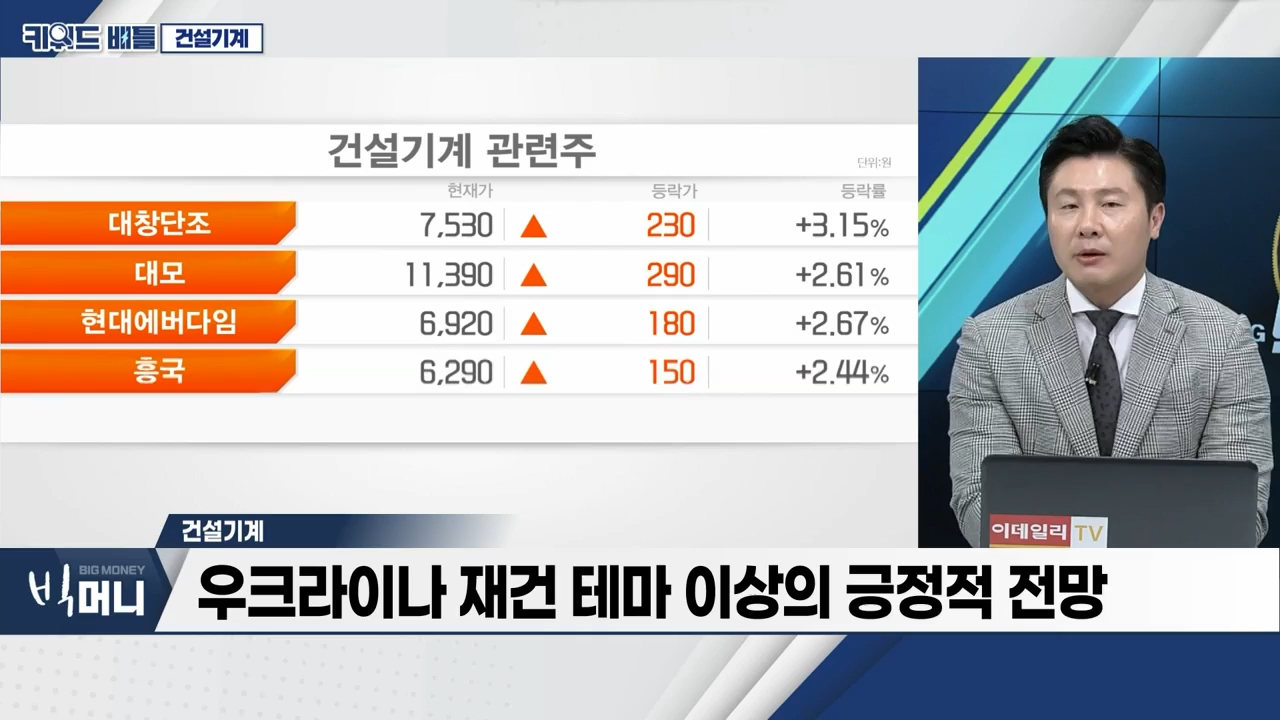 키워드 배틀 건설기계
건설기계 관련주
단위:원
현재가 등락가 등락률
대창단조 7,530 ▲ 230 +3.15%
대모 11,390 ▲ 290 +2.61%
현대에버다임 6,920 ▲ 180 +2.67%
흥국 6,290 ▲ 150 +2.44%
G
이데일리 TV
건설기계
BIG MONEY
빅머니
우크라이나 재건 테마 이상의 긍정적 전망